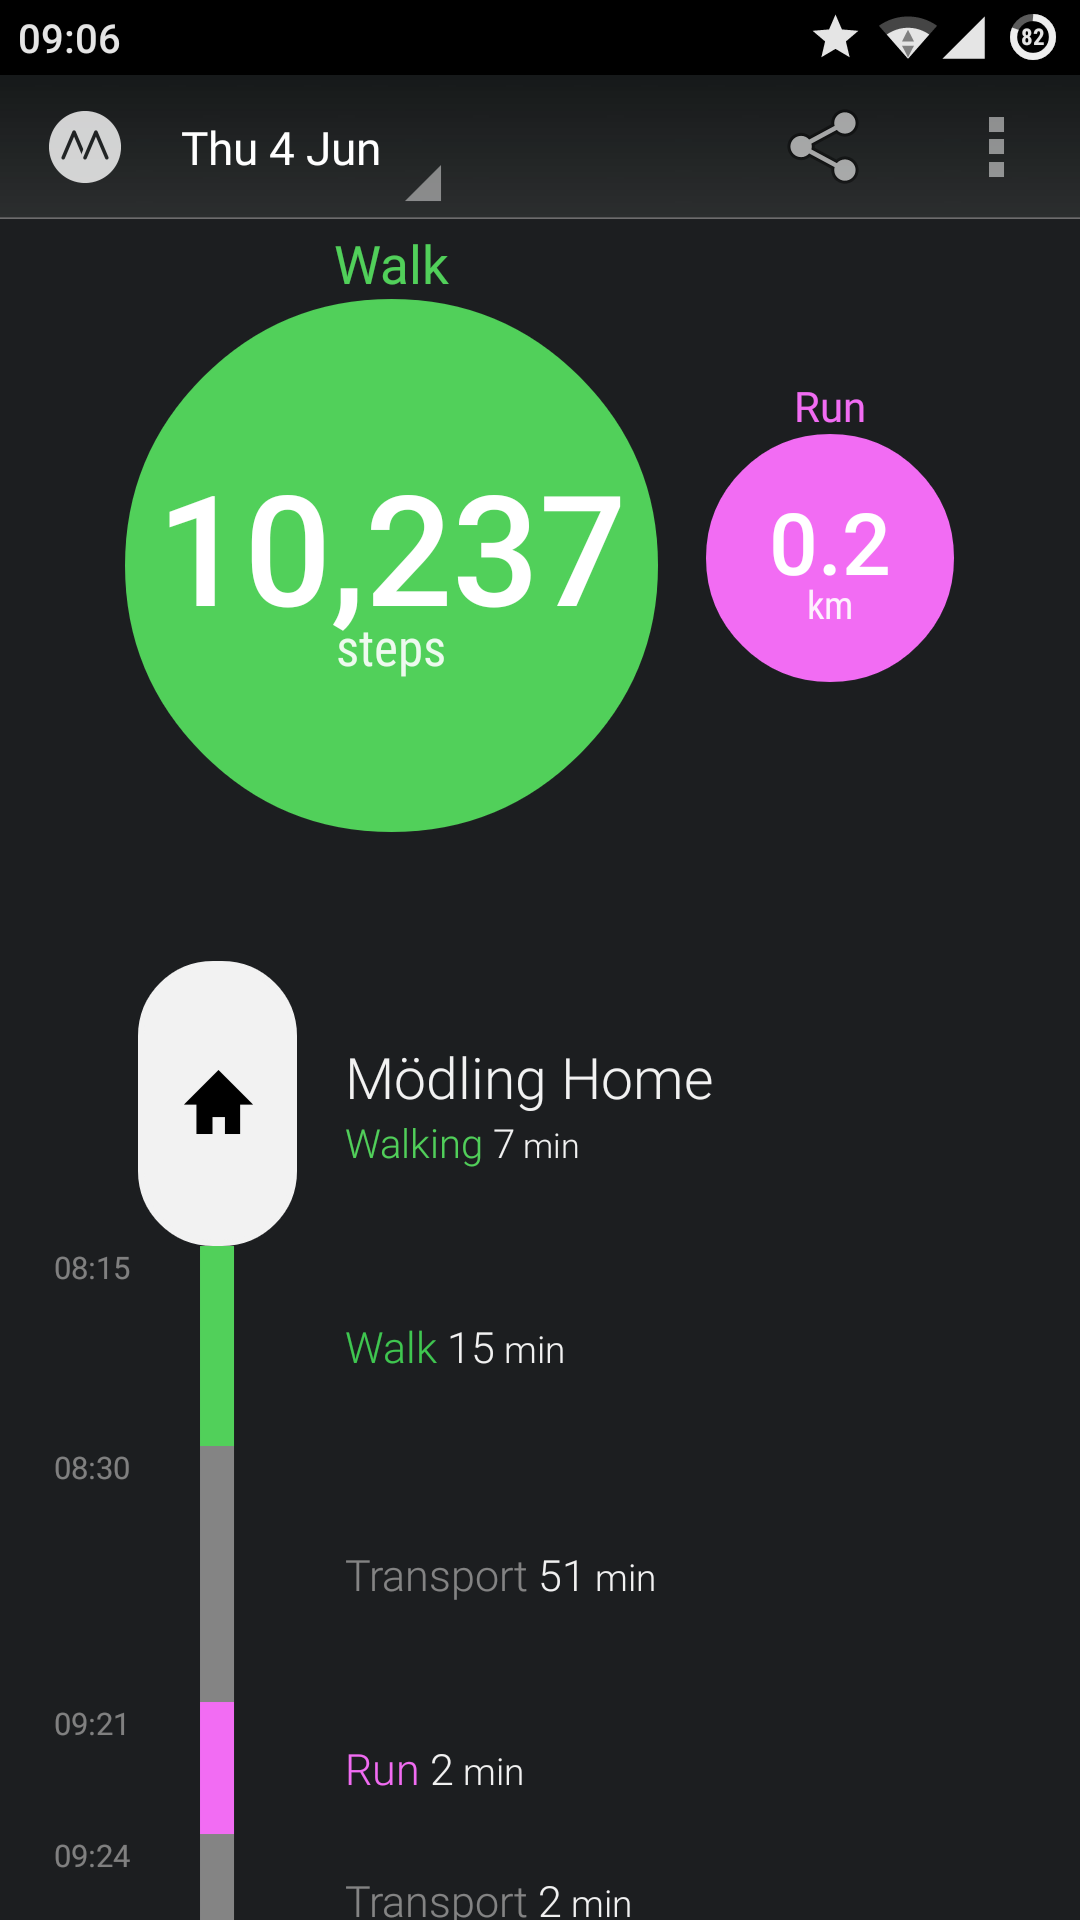 09:06
82
Thu 4 Jun
Walk
10,237
steps
Run
0.2
km
Mödling Home
Walking 7 min
08:15
Walk 15 min
08:30
Transport 51 min
09:21
Run 2 min
09:24
Transport 2 min